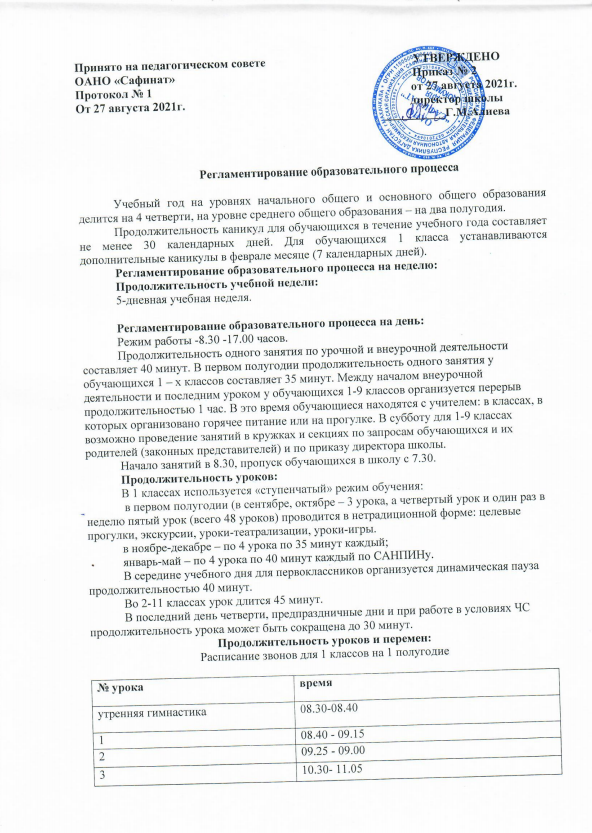 Принято на педагогическом совете
ОАНО «Сафинат»
Протокол № 1
От 27 августа 2021г.
УТВЕРЖДЕНО
Приказ № 2
от 27 августа 2021г.
директор школы
Г.М.Алиева
Регламентирование образовательного процесса
Учебный год на уровнях начального общего и основного общего образования
делится на 4 четверти, на уровне среднего общего образования – на два полугодия.
Продолжительность каникул для обучающихся в течение учебного года составляет
не менее 30 календарных дней. Для обучающихся 1 класса устанавливаются
дополнительные каникулы в феврале месяце (7 календарных дней).
Регламентирование образовательного процесса на неделю:
Продолжительность учебной недели:
5-дневная учебная неделя.
Регламентирование образовательного процесса на день:
Режим работы -8.30 -17.00 часов.
Продолжительность одного занятия по урочной и внеурочной деятельности
составляет 40 минут. В первом полугодии продолжительность одного занятия у
обучающихся 1 – х классов составляет 35 минут. Между началом внеурочной
деятельности и последним уроком у обучающихся 1-9 классов организуется перерыв
продолжительностью 1 час. В это время обучающиеся находятся с учителем: в классах, в
которых организовано горячее питание или на прогулке. В субботу для 1-9 классах
возможно проведение занятий в кружках и секциях по запросам обучающихся и их
родителей (законных представителей) и по приказу директора школы.
Начало занятий в 8.30, пропуск обучающихся в школу с 7.30.
Продолжительность уроков:
В 1 классах используется «ступенчатый» режим обучения:
в первом полугодии (в сентябре, октябре – 3 урока, а четвертый урок и один раз в
неделю пятый урок (всего 48 уроков) проводится в нетрадиционной форме: целевые
прогулки, экскурсии, уроки-театрализации, уроки-игры.
в ноябре-декабре – по 4 урока по 35 минут каждый;
январь-май – по 4 урока по 40 минут каждый по САНПИНу.
В середине учебного дня для первоклассников организуется динамическая пауза
продолжительностью 40 минут.
Во 2-11 классах урок длится 45 минут.
В последний день четверти, предпраздничные дни и при работе в условиях ЧС
продолжительность урока может быть сокращена до 30 минут.
Продолжительность уроков и перемен:
Расписание звонов для 1 классов на 1 полугодие
№ урока время
утренняя гимнастика 08.30-08.40
1 08.40 - 09.15
2 09.25 - 09.00
3 10.30- 11.05